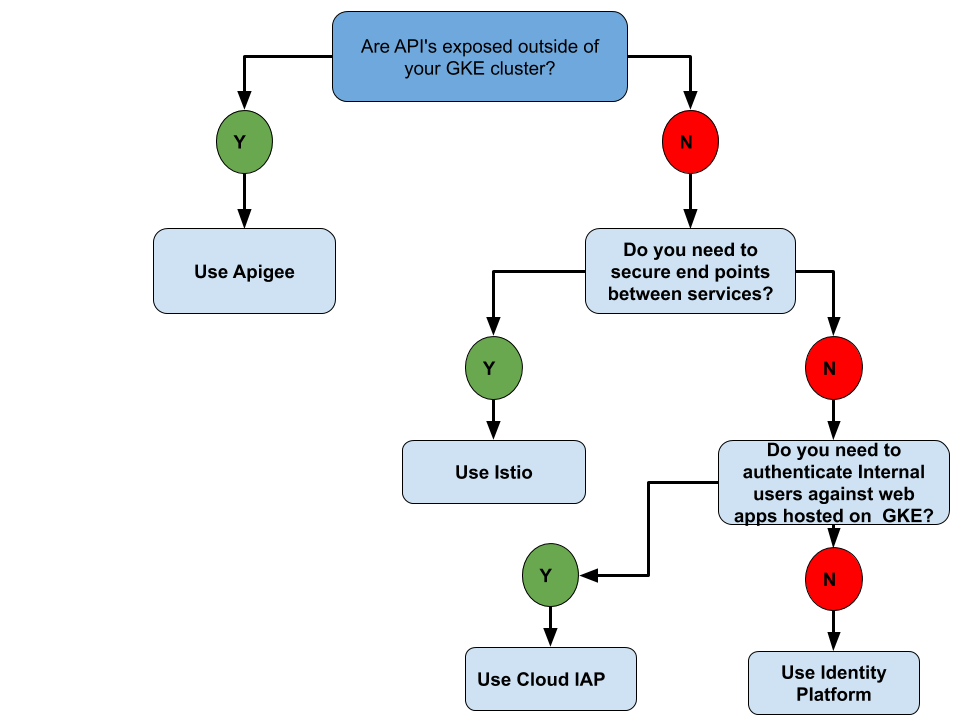 Are API's exposed outside of
your GKE cluster?
Y
N
Use Apigee
Do you need to
secure end points
between services?
Y
N
Use Istio
Do you need to
authenticate Internal
users against web
apps hosted on  GKE?
Y
N
Use Cloud IAP
Use Identity
Platform